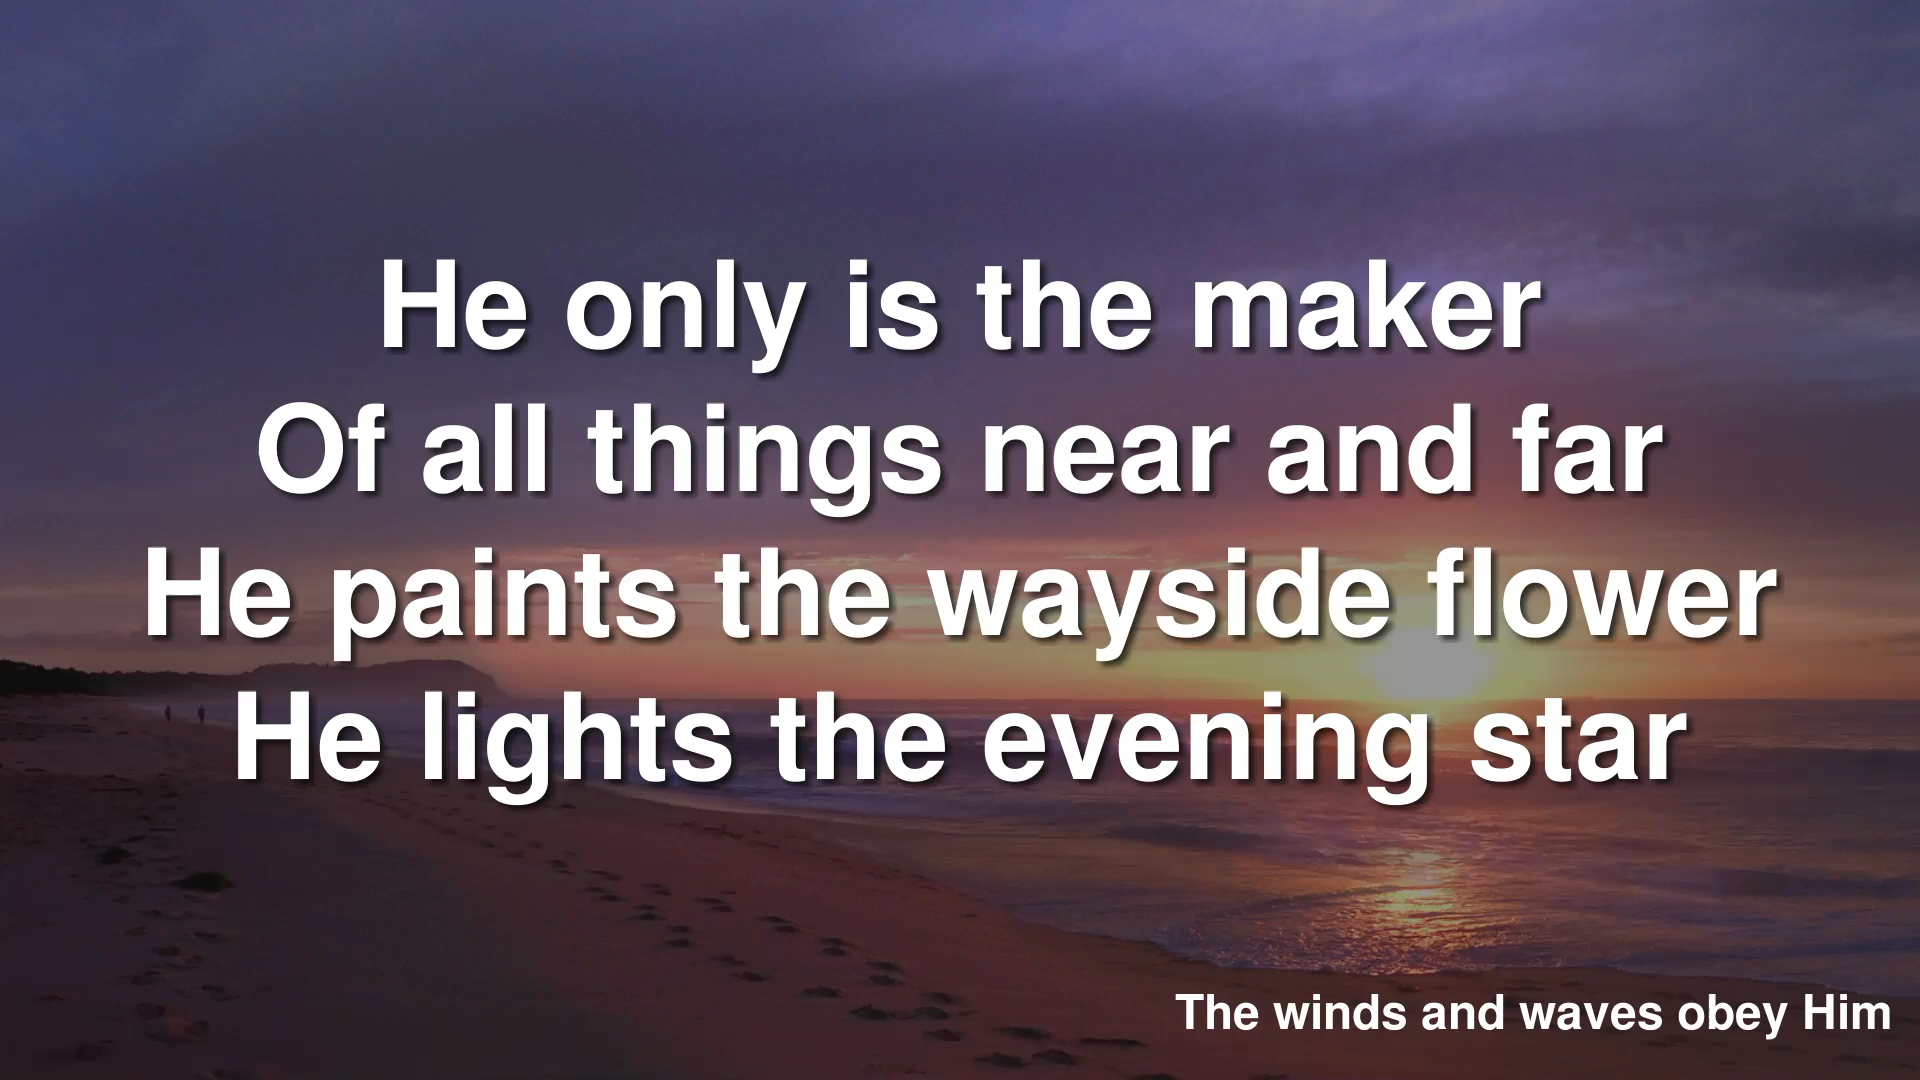 He only is the maker
Of all things near and far
He paints the wayside flower
He lights the evening star
The winds and waves obey Him